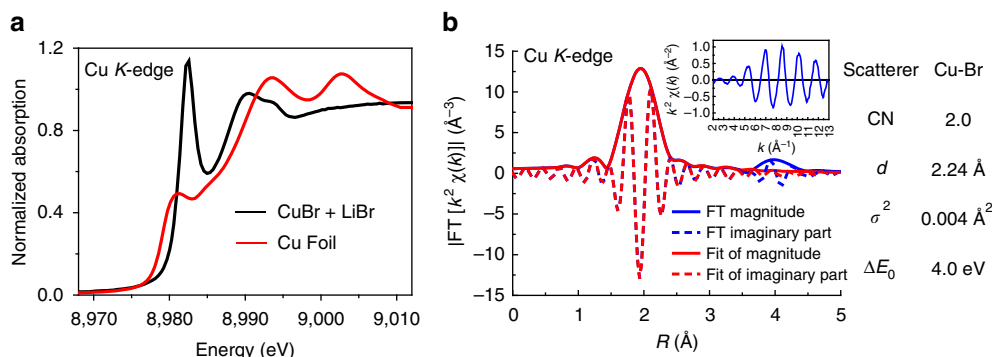 a
Cu K-edge
Normalized absorption
1.2
0.8
0.4
0.0
CuBr + LiBr
Cu Foil
8,970 8,980 8,990 9,000 9,010
Energy (eV)
b
Cu K-edge
|FT [k² χ(k)]| (Å⁻³)
15
10
5
0
−5
−10
−15
k² χ(k) (Å⁻²)
1.0
0.5
0.0
−0.5
−1.0
2 3 4 5 6 7 8 9 10 11 12 13
k (Å⁻¹)
FT magnitude
FT imaginary part
Fit of magnitude
Fit of imaginary part
0 1 2 3 4 5
R (Å)
Scatterer Cu-Br
CN 2.0
d 2.24 Å
σ² 0.004 Å²
ΔE₀ 4.0 eV